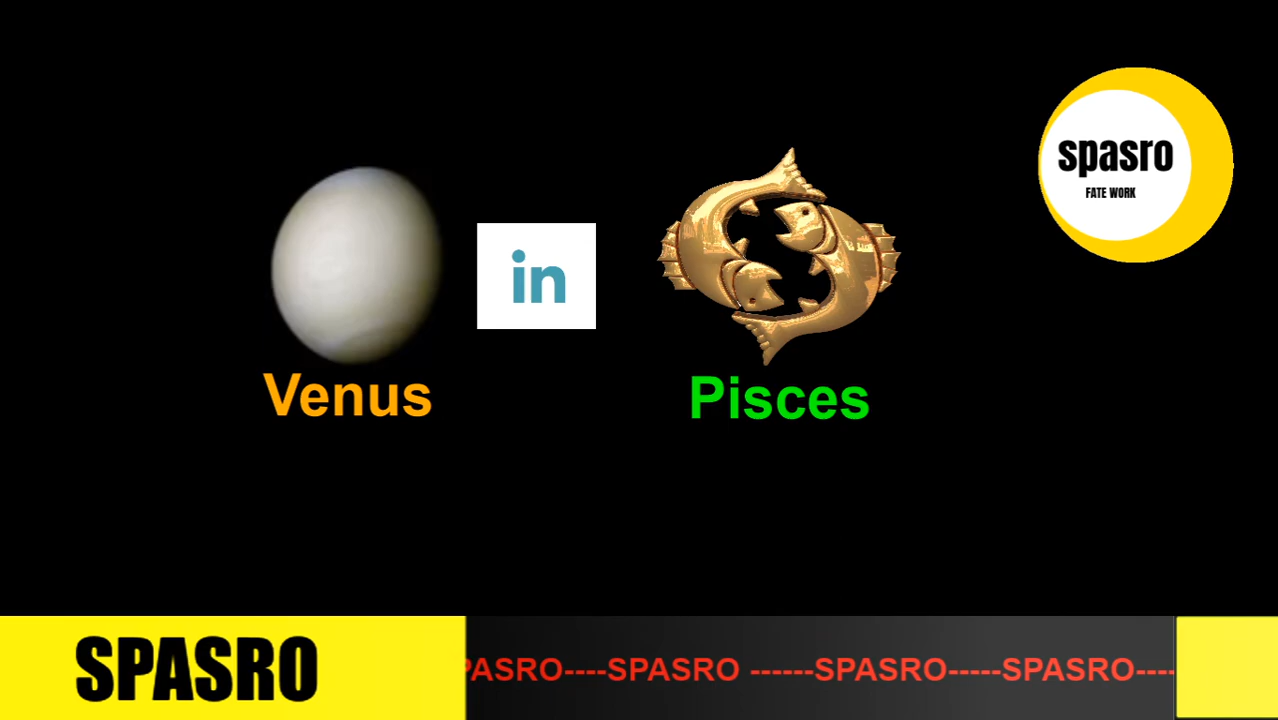 spasro
FATE WORK
in
Venus
Pisces
SPASRO
PASRO----SPASRO ------SPASRO-----SPASRO----